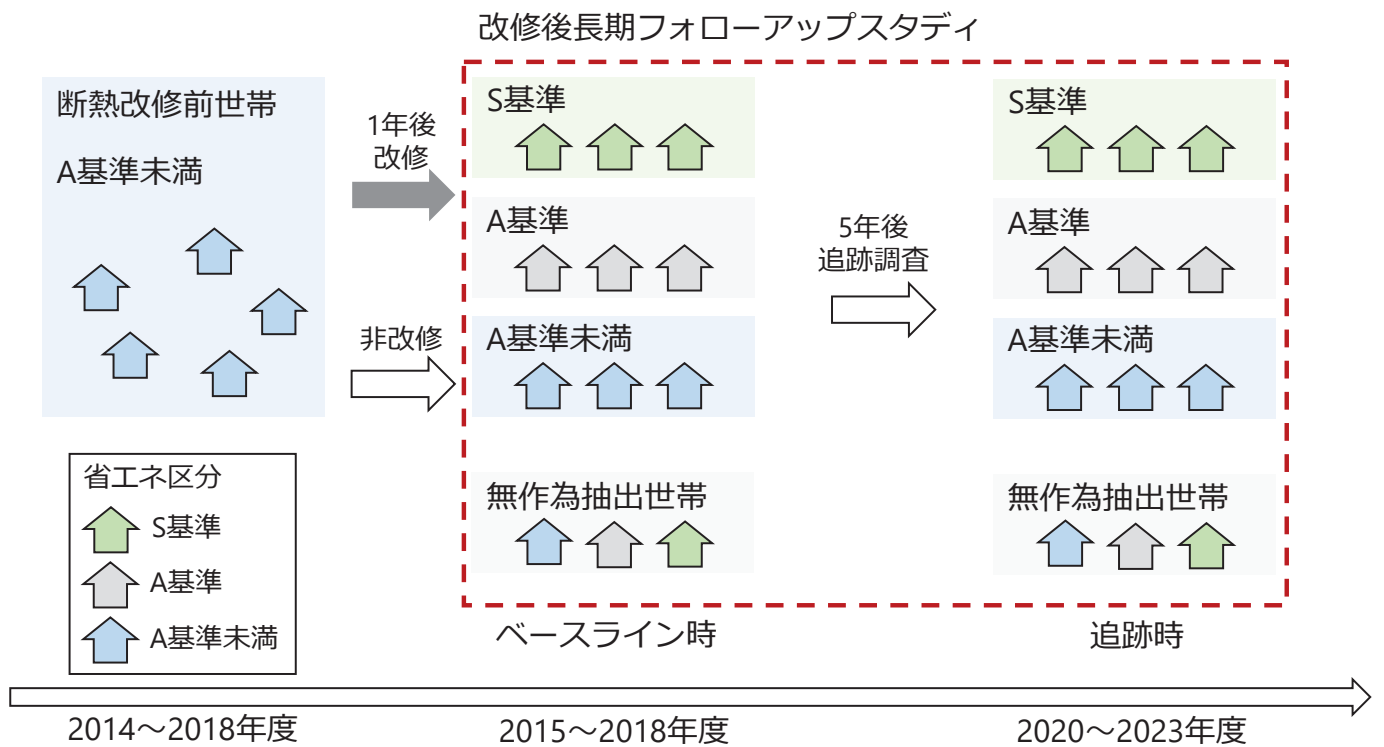 改修後長期フォローアップスタディ
断熱改修前世帯
A基準未満
1年後
改修
非改修
S基準
A基準
A基準未満
無作為抽出世帯
5年後
追跡調査
S基準
A基準
A基準未満
無作為抽出世帯
省エネ区分
S基準
A基準
A基準未満
ベースライン時
追跡時
2014～2018年度
2015～2018年度
2020～2023年度